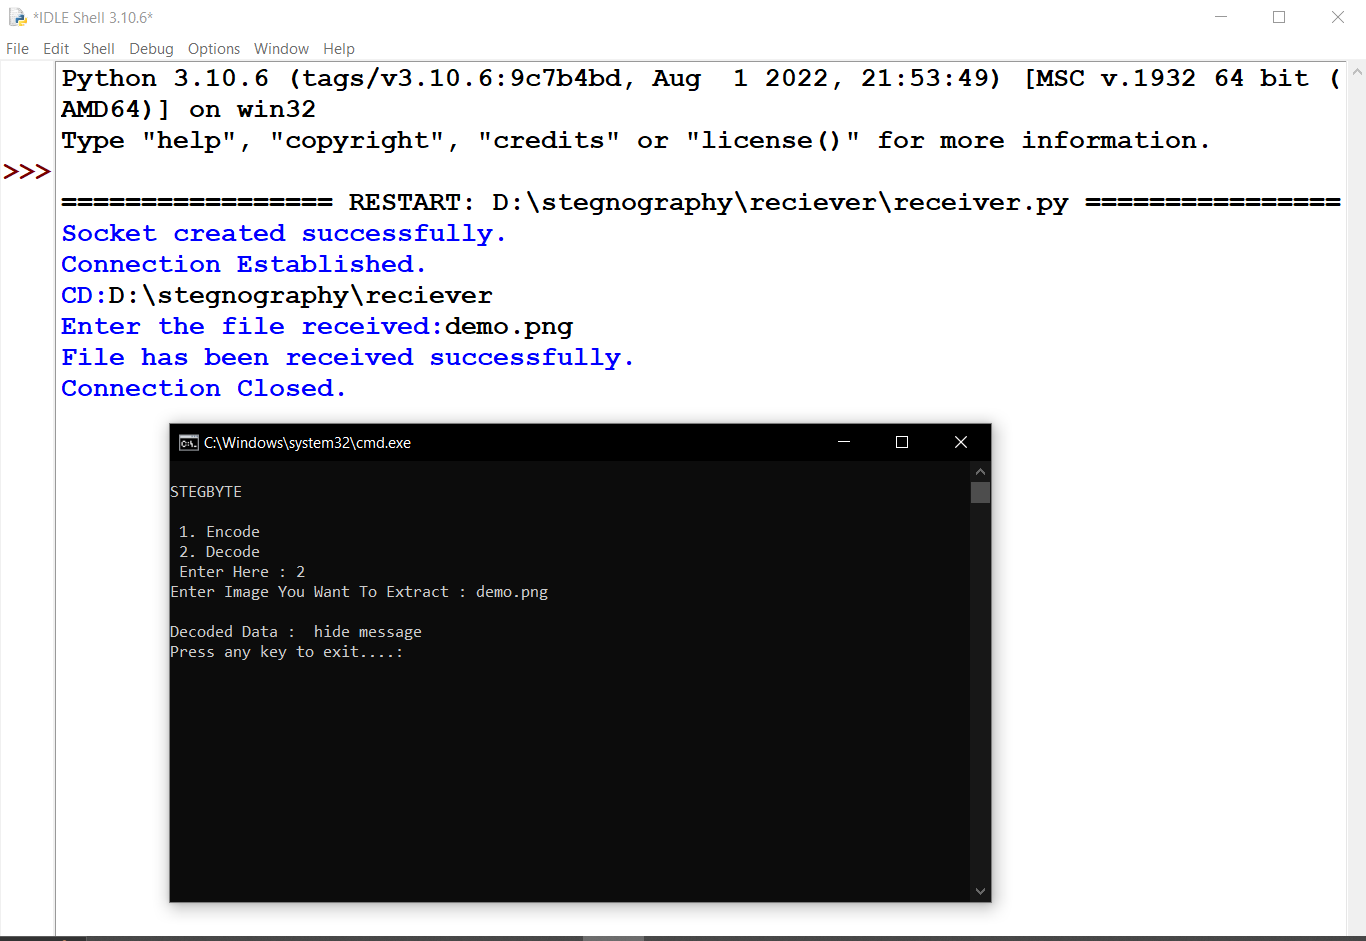 *IDLE Shell 3.10.6*
File Edit Shell Debug Options Window Help
Python 3.10.6 (tags/v3.10.6:9c7b4bd, Aug  1 2022, 21:53:49) [MSC v.1932 64 bit (
AMD64)] on win32
Type "help", "copyright", "credits" or "license()" for more information.
>>>
================= RESTART: D:\stegnography\reciever\receiver.py ================
Socket created successfully.
Connection Established.
CD:D:\stegnography\reciever
Enter the file received:demo.png
File has been received successfully.
Connection Closed.
C:\Windows\system32\cmd.exe
STEGBYTE
1. Encode
2. Decode
Enter Here : 2
Enter Image You Want To Extract : demo.png
Decoded Data :  hide message
Press any key to exit....: